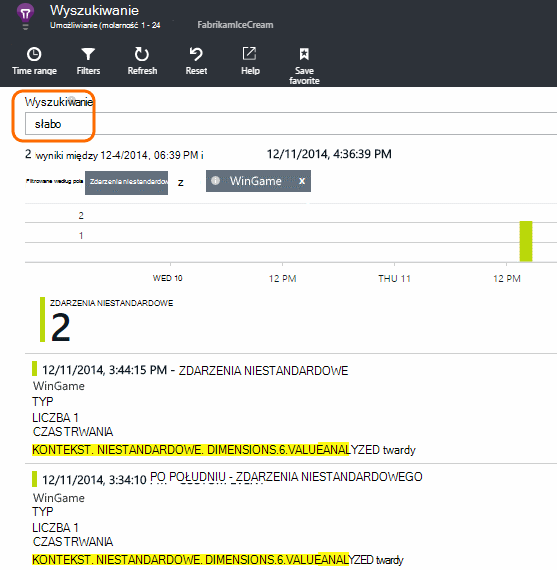 Wyszukiwanie
Umożliwianie (molarność 1 - 24 FabrikamIceCream
Time range Filters Refresh Reset Help Save favorite
Wyszukiwanie
słabo
2 wyniki między 12-4/2014, 06:39 PM i 12/11/2014, 4:36:39 PM
Filtrowane według pola Zdarzenia niestandardow z WinGame x
2
1
WED 10 12 PM THU 11 12 PM
ZDARZENIA NIESTANDARDOWE
2
12/11/2014, 3:44:15 PM - ZDARZENIA NIESTANDARDOWE
WinGame
TYP
LICZBA 1
CZAS TRWANIA
KONTEKST. NIESTANDARDOWE. DIMENSIONS.6.VALUEANALYZED twardy
12/11/2014, 3:34:10 PO POŁUDNIU - ZDARZENIA NIESTANDARDOWEGO
WinGame
TYP
LICZBA 1
CZAS TRWANIA
KONTEKST. NIESTANDARDOWE. DIMENSIONS.6.VALUEANALYZED twardy